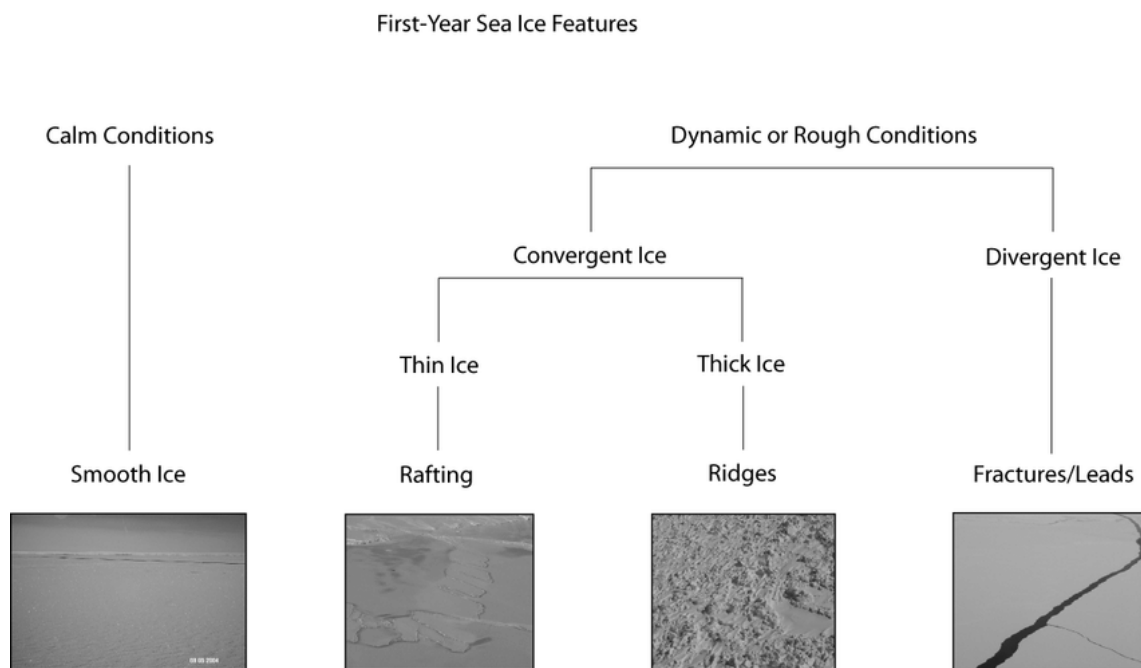 First-Year Sea Ice Features
Calm Conditions
Dynamic or Rough Conditions
Convergent Ice
Divergent Ice
Thin Ice
Thick Ice
Smooth Ice
Rafting
Ridges
Fractures/Leads